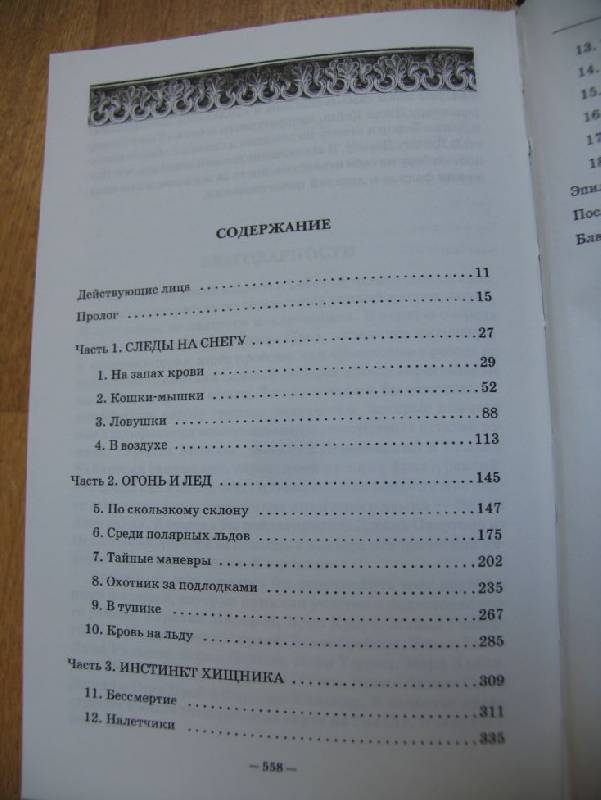 СОДЕРЖАНИЕ
Действующие лица ........ 11
Пролог ........ 15
Часть 1. СЛЕДЫ НА СНЕГУ ........ 27
1. На запах крови ........ 29
2. Кошки-мышки ........ 52
3. Ловушки ........ 88
4. В воздухе ........ 113
Часть 2. ОГОНЬ И ЛЕД ........ 145
5. По скользкому склону ........ 147
6. Среди полярных льдов ........ 175
7. Тайные маневры ........ 202
8. Охотник за подлодками ........ 235
9. В тупике ........ 267
10. Кровь на льду ........ 285
Часть 3. ИНСТИНКТ ХИЩНИКА ........ 309
11. Бессмертие ........ 311
12. Налетчики ........ 335
— 558 —
13.
14.
15.
16
17
18